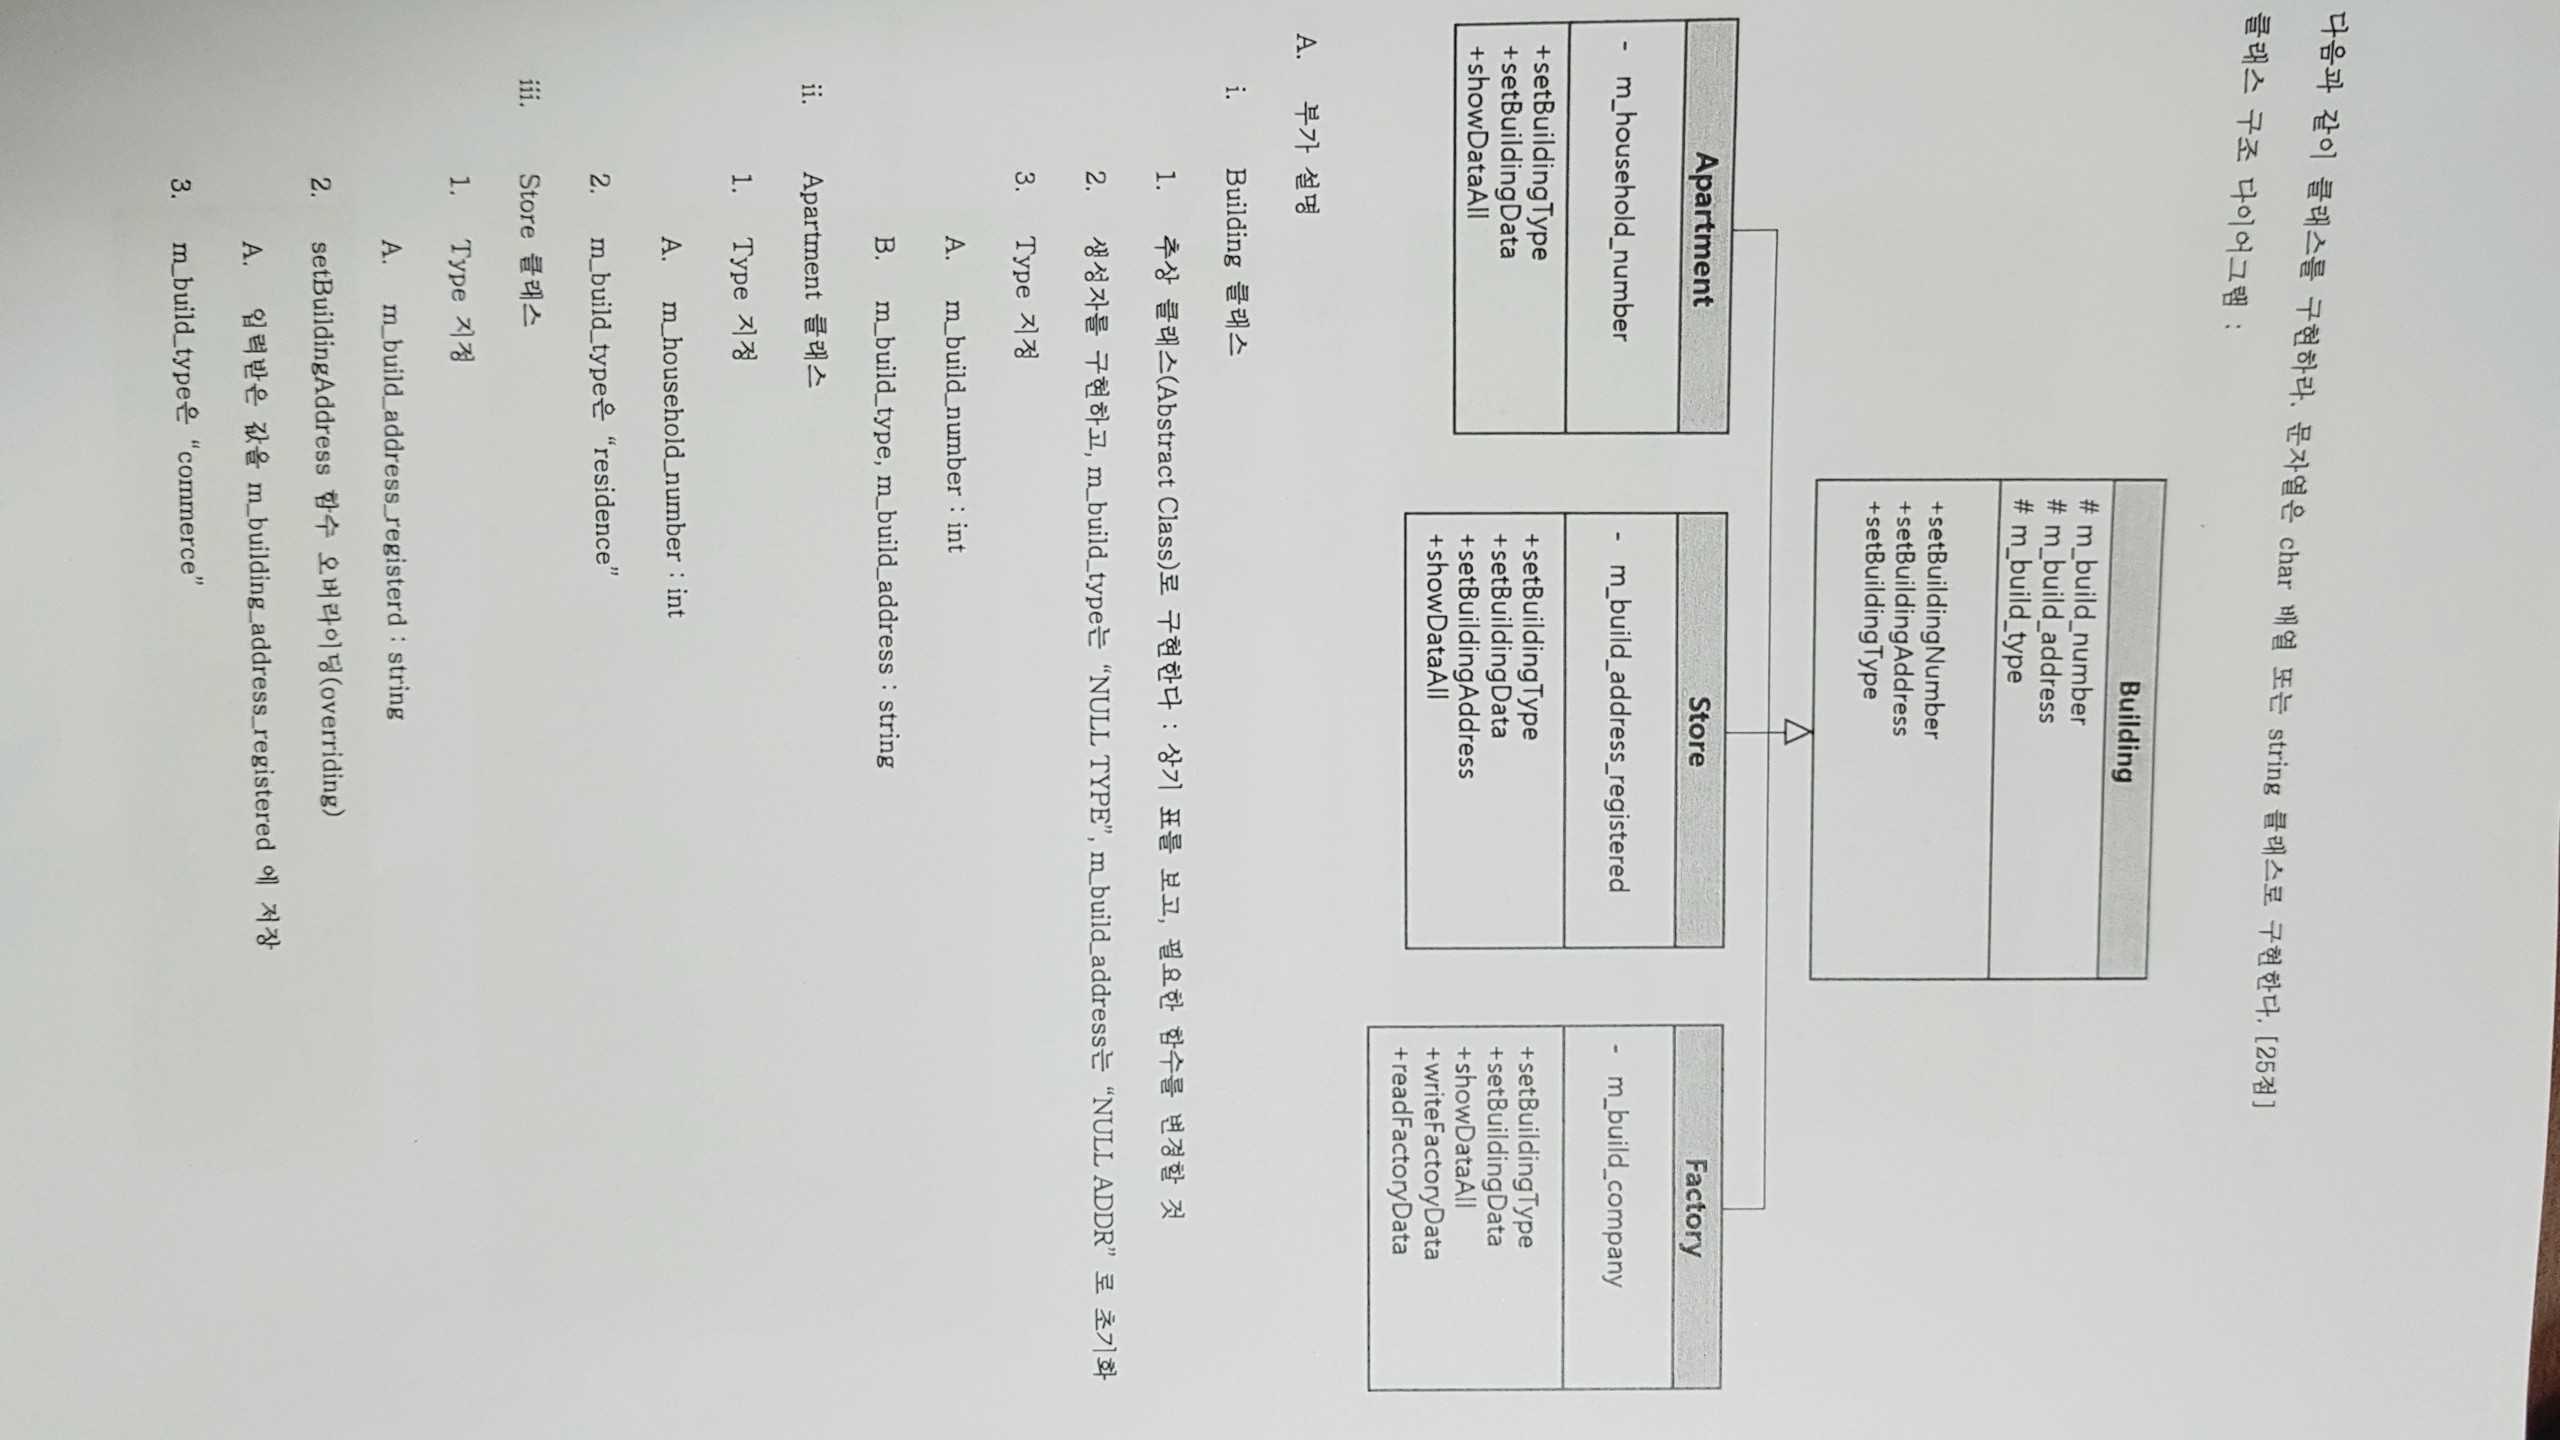 다음과 같이 클래스를 구현하라. 문자열은 char 배열 또는 string 클래스로 구현한다. [25점]
클래스 구조 다이어그램 :
Building
# m_build_number
# m_build_address
# m_build_type
+setBuildingNumber
+setBuildingAddress
+setBuildingType
Apartment
- m_household_number
+setBuildingType
+setBuildingData
+showDataAll
Store
- m_build_address_registered
+setBuildingType
+setBuildingData
+setBuildingAddress
+showDataAll
Factory
- m_build_company
+setBuildingType
+setBuildingData
+showDataAll
+writeFactoryData
+readFactoryData
A. 부가 설명
i. Building 클래스
1. 추상 클래스(Abstract Class)로 구현한다 : 상기 표를 보고, 필요한 함수를 변경할 것
2. 생성자를 구현하고, m_build_type는 “NULL TYPE”, m_build_address는 “NULL ADDR” 로 초기화
3. Type 지정
A. m_build_number : int
B. m_build_type, m_build_address : string
ii. Apartment 클래스
1. Type 지정
A. m_household_number : int
2. m_build_type은 “residence”
iii. Store 클래스
1. Type 지정
A. m_build_address_registerd : string
2. setBuildingAddress 함수 오버라이딩(overriding)
A. 입력받은 값을 m_building_address_registered 에 저장
3. m_build_type은 “commerce”